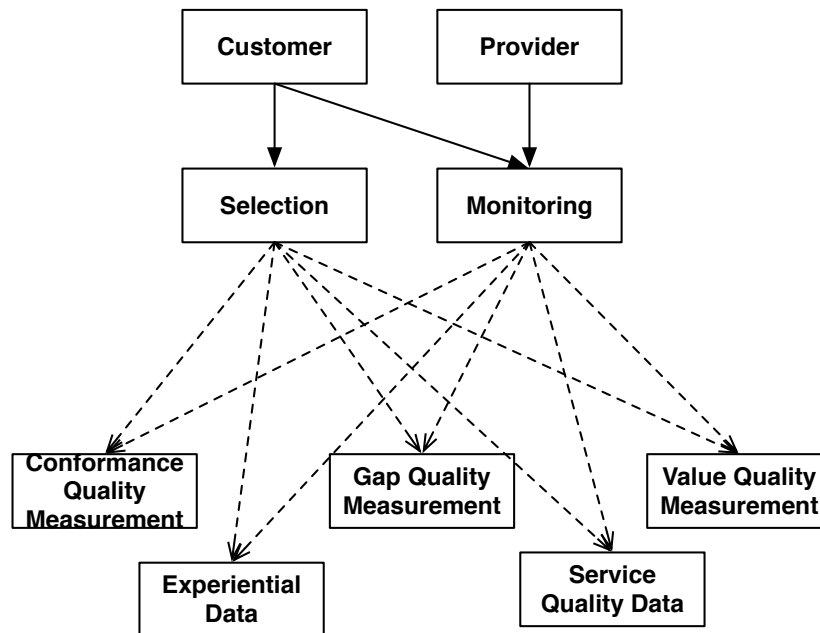 Customer
Provider
Selection
Monitoring
Conformance
Quality
Measurement
Gap Quality
Measurement
Value Quality
Measurement
Experiential
Data
Service
Quality Data